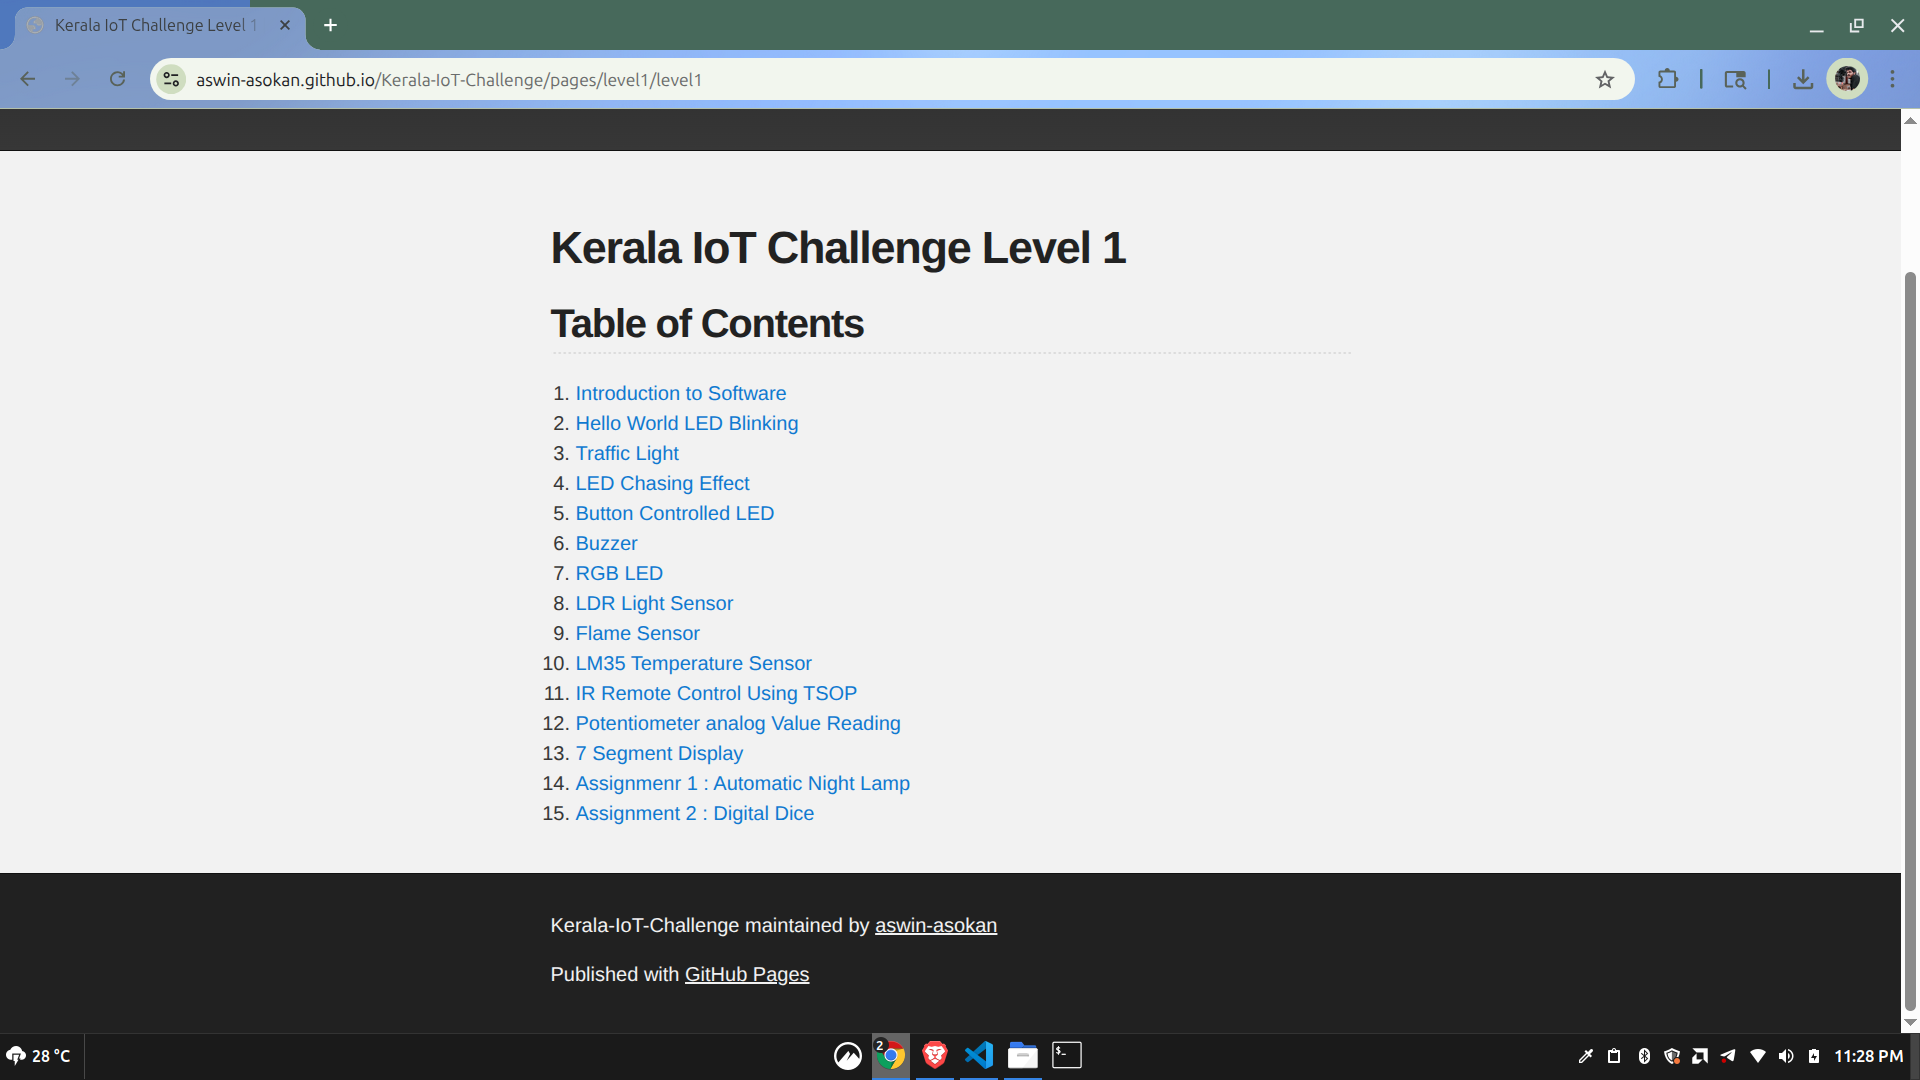 Kerala IoT Challenge Level 1
aswin-asokan.github.io/Kerala-IoT-Challenge/pages/level1/level1
Kerala IoT Challenge Level 1
Table of Contents
1. Introduction to Software
2. Hello World LED Blinking
3. Traffic Light
4. LED Chasing Effect
5. Button Controlled LED
6. Buzzer
7. RGB LED
8. LDR Light Sensor
9. Flame Sensor
10. LM35 Temperature Sensor
11. IR Remote Control Using TSOP
12. Potentiometer analog Value Reading
13. 7 Segment Display
14. Assignmenr 1 : Automatic Night Lamp
15. Assignment 2 : Digital Dice
Kerala-IoT-Challenge maintained by aswin-asokan
Published with GitHub Pages
28 °C
2
$-
11:28 PM